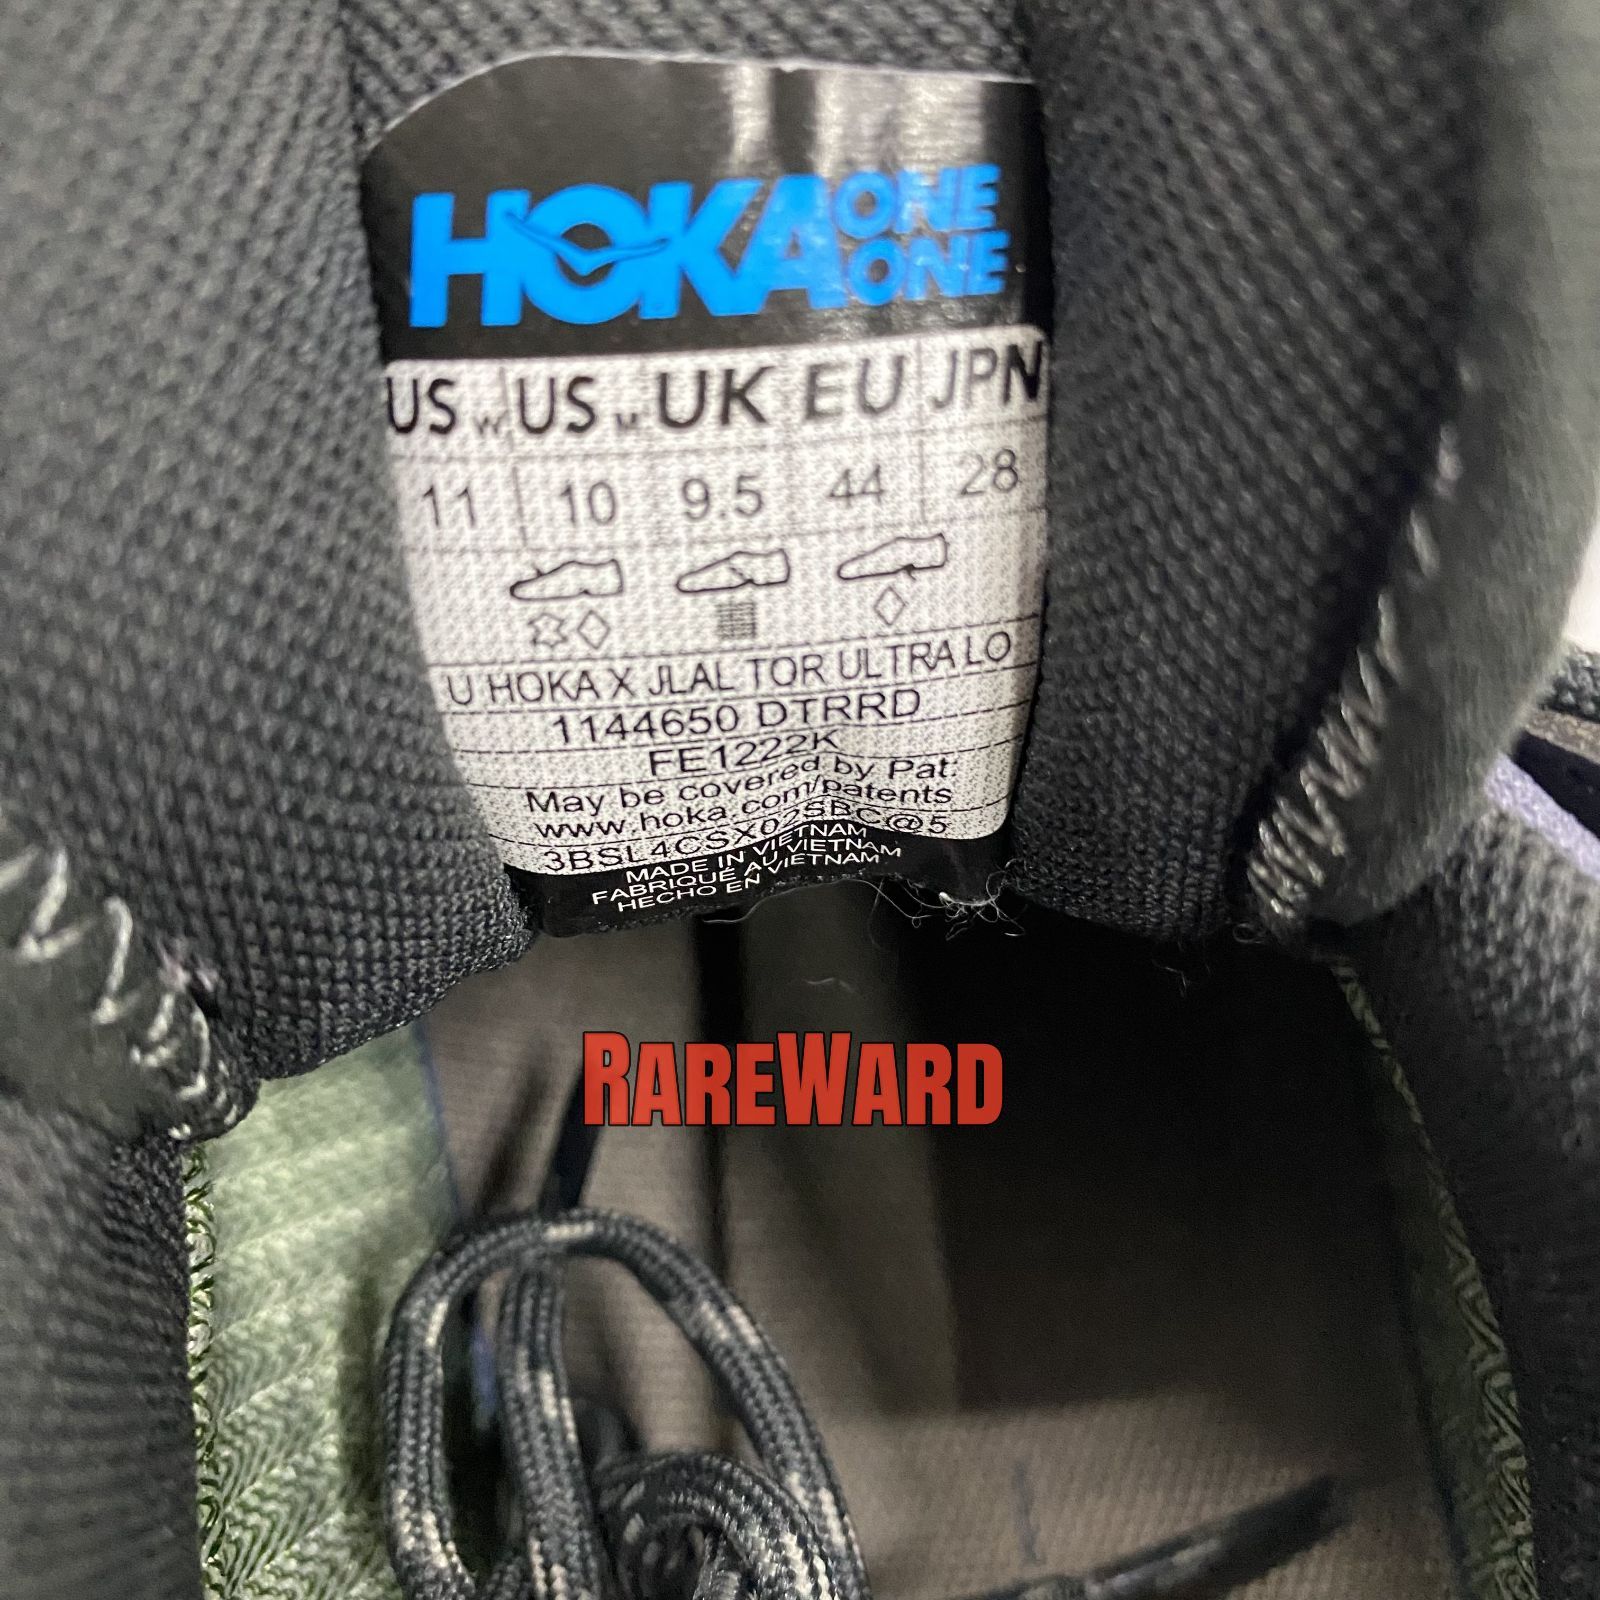 HOKA ONE ONE
US W US M UK EU JPN
11 10 9.5 44 28
U HOKA X JLAL TOR ULTRA LO
1144650 DTRRD
FE1222K
May be covered by Pat:
www.hoka.com/patents
3BSL4CSX02SBC@5
MADE IN VIETNAM
FABRIQUÉ AU VIETNAM
HECHO EN VIETNAM
RAREWARD